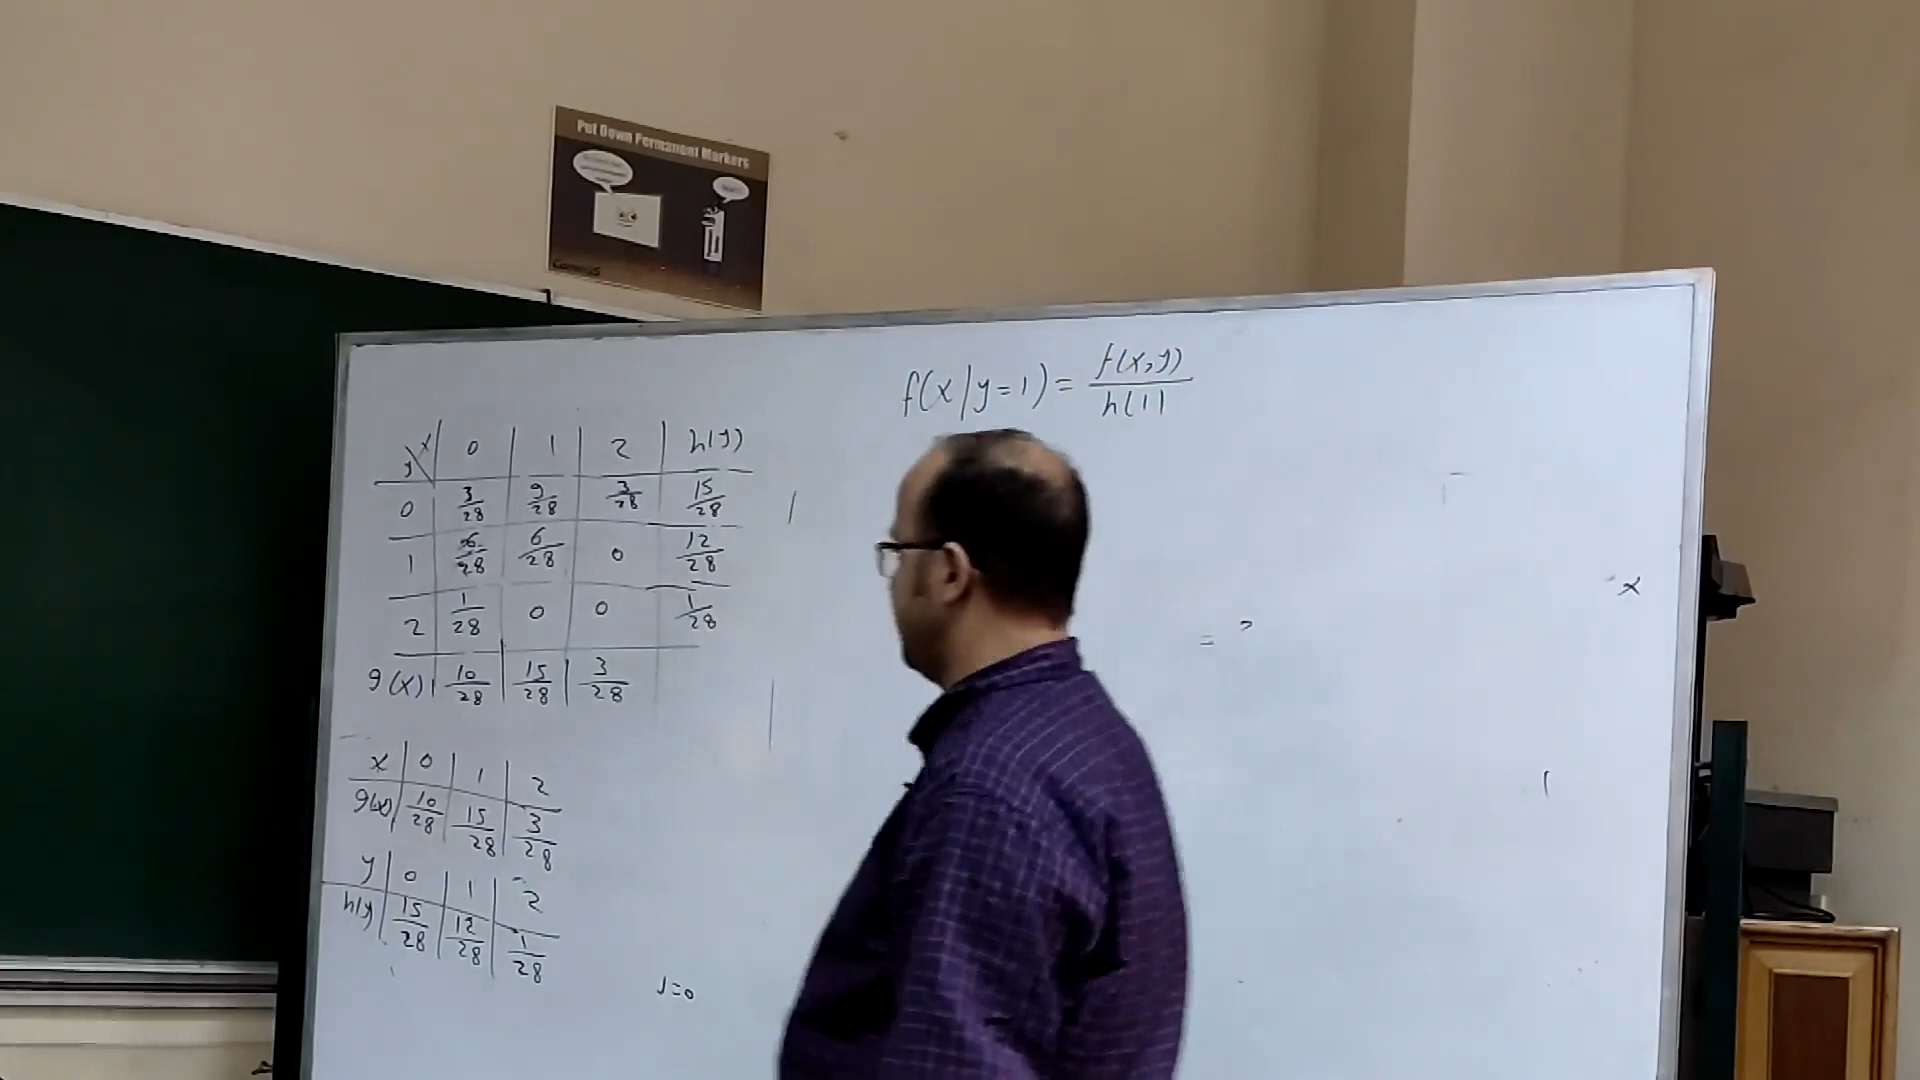 Put Down Permanent Markers
f(x|y=1) = f(x,y) / h(1)
y\x | 0 | 1 | 2 | h(y)
0 | 3/28 | 9/28 | 3/28 | 15/28
1 | 6/28 | 6/28 | 0 | 12/28
2 | 1/28 | 0 | 0 | 1/28
g(x) | 10/28 | 15/28 | 3/28
x | 0 | 1 | 2
g(x) | 10/28 | 15/28 | 3/28
y | 0 | 1 | 2
h(y) | 15/28 | 12/28 | 1/28
= ?
x